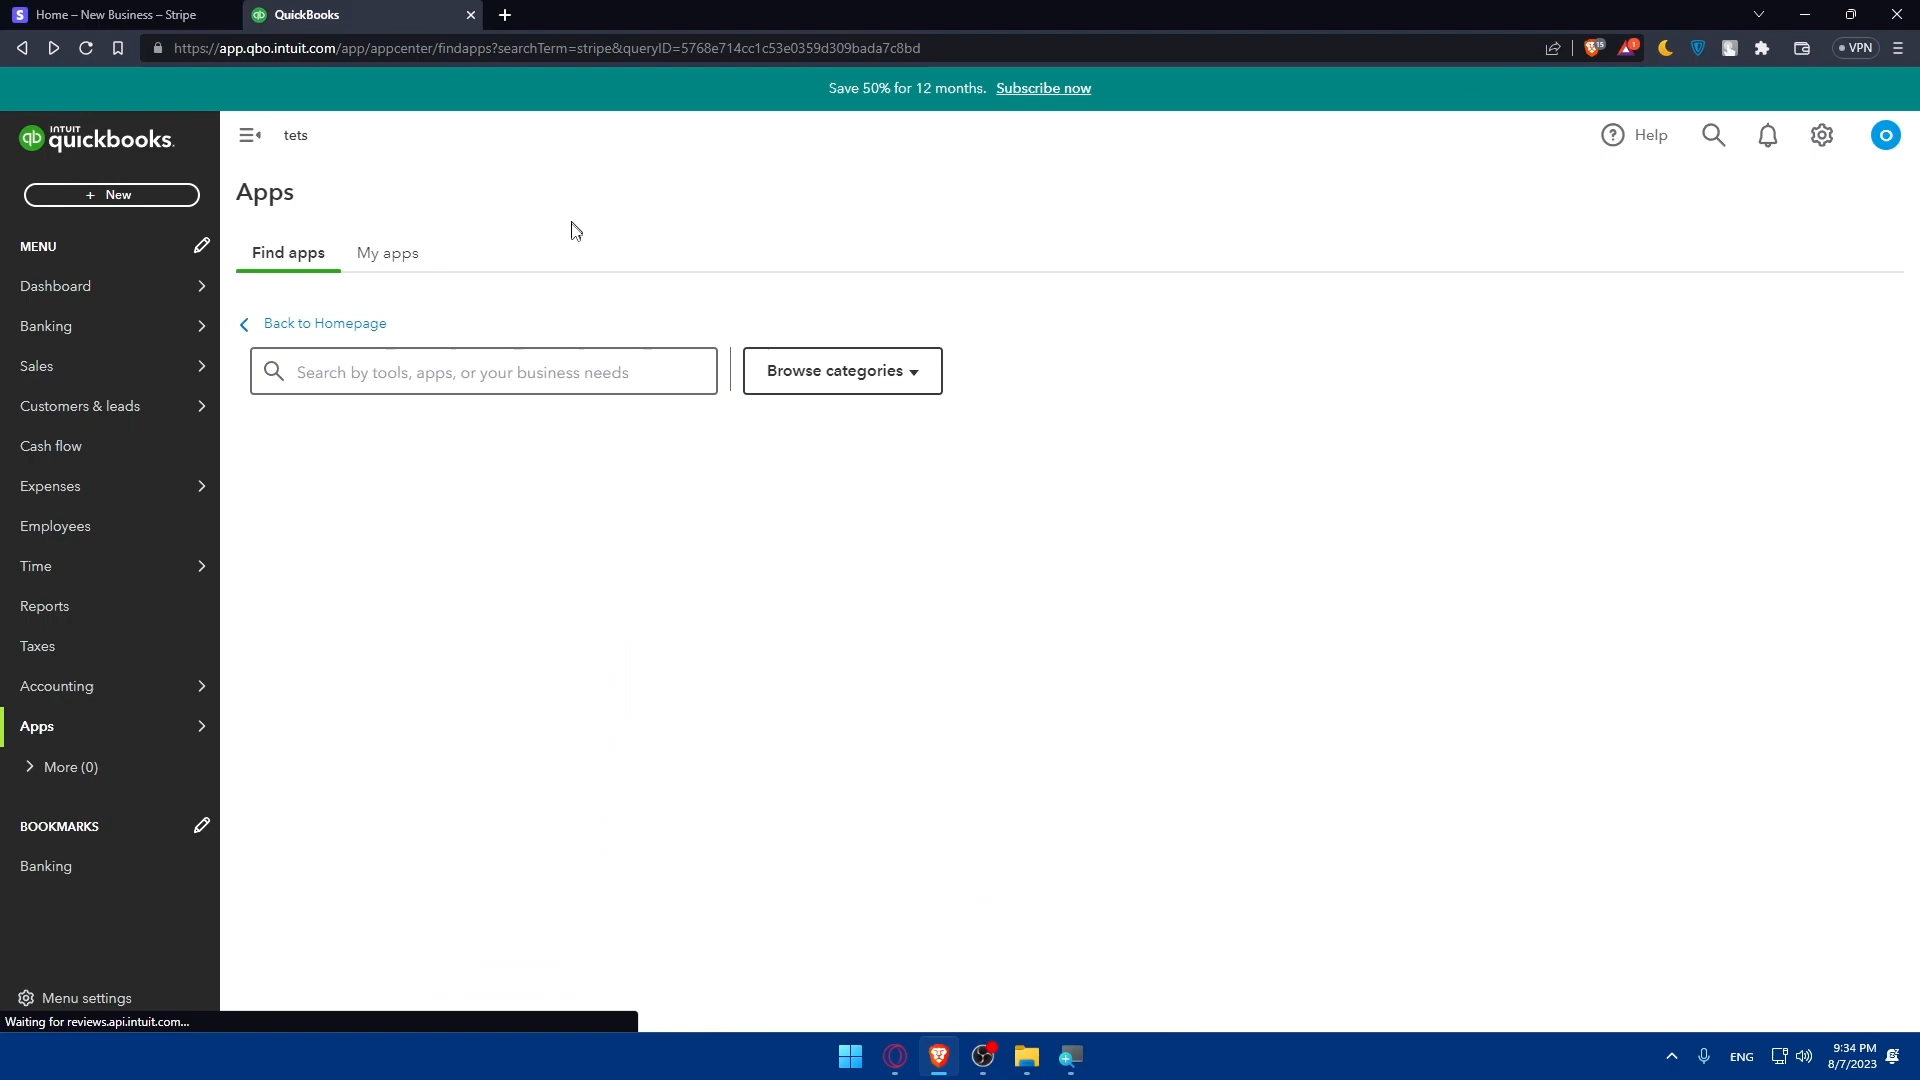 Home – New Business – Stripe
QuickBooks
https://app.qbo.intuit.com/app/appcenter/findapps?searchTerm=stripe&queryID=5768e714cc1c53e0359d309bada7c8bd
15
1
VPN
Save 50% for 12 months. Subscribe now
qb INTUIT quickbooks.
tets
Help
O
+ New
Apps
MENU
Find apps
My apps
Dashboard
Banking
Back to Homepage
Sales
Search by tools, apps, or your business needs
Browse categories
Customers & leads
Cash flow
Expenses
Employees
Time
Reports
Taxes
Accounting
Apps
More (0)
BOOKMARKS
Banking
Menu settings
Waiting for reviews.api.intuit.com...
ENG
9:34 PM
8/7/2023